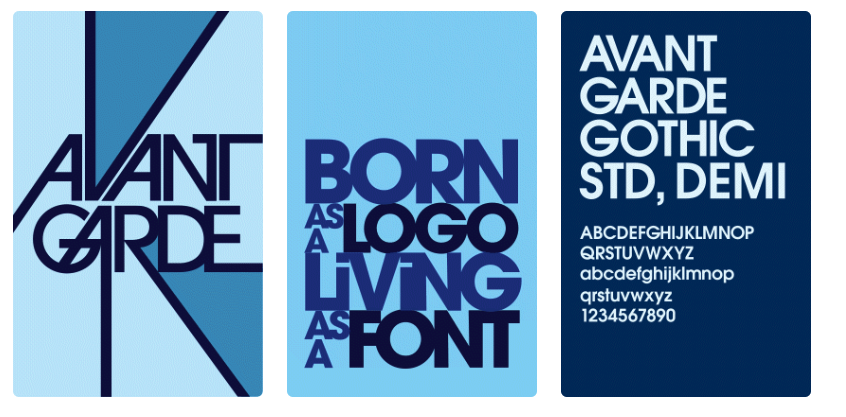 AVANT
GARDE
BORN
AS
A
LOGO
LiViNG
AS
A
FONT
AVANT
GARDE
GOTHIC
STD, DEMI
ABCDEFGHIJKLMNOP
QRSTUVWXYZ
abcdefghijklmnop
qrstuvwxyz
1234567890